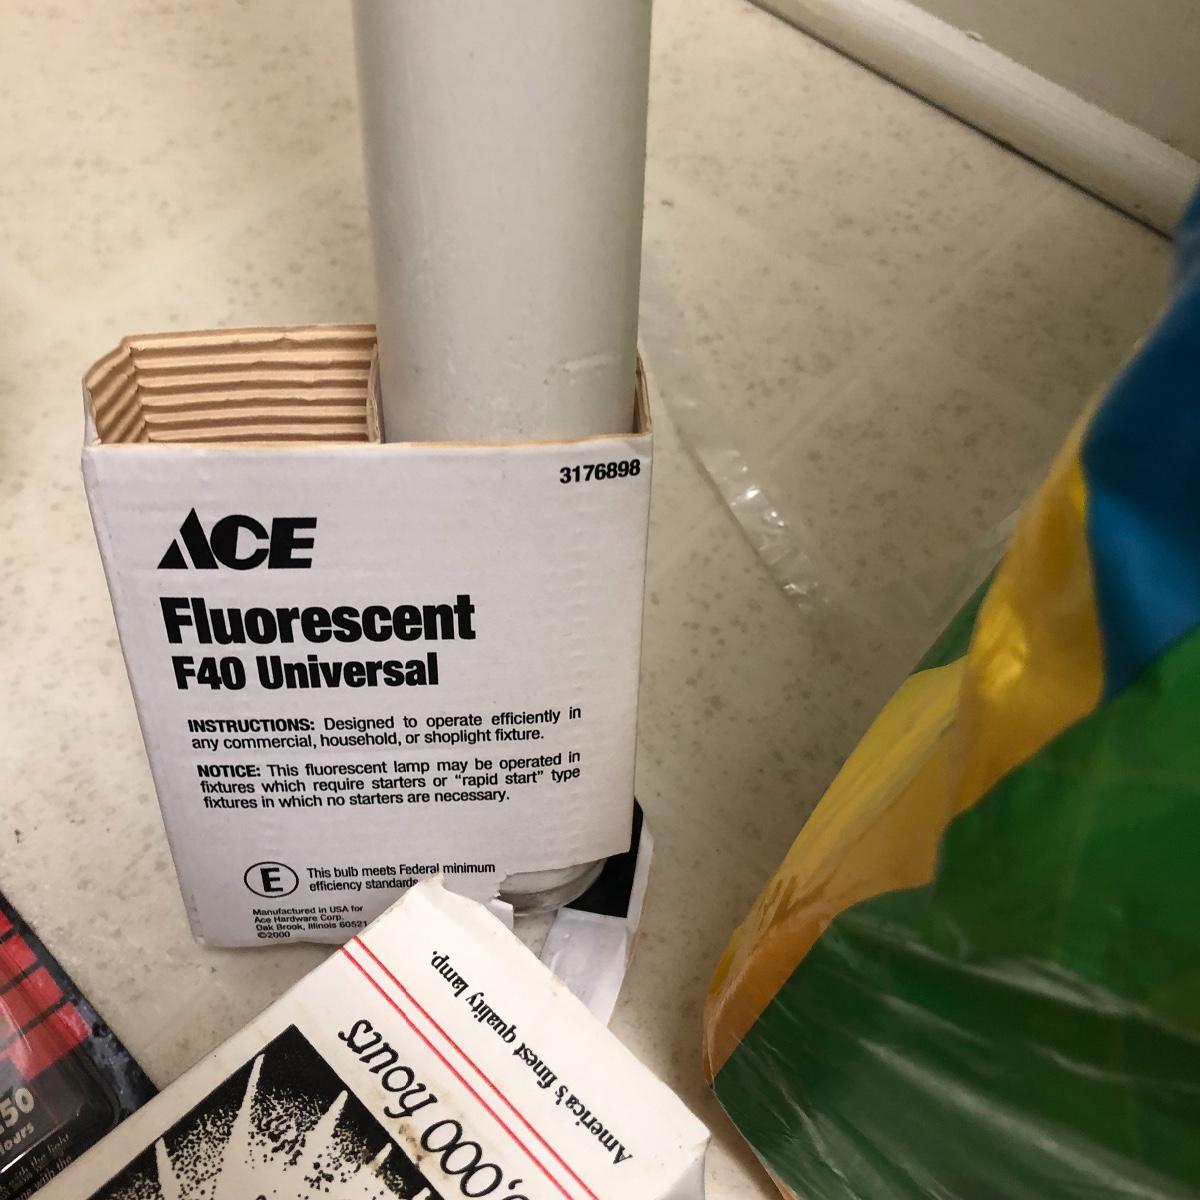 3176898
ACE
Fluorescent
F40 Universal
INSTRUCTIONS: Designed to operate efficiently in
any commercial, household, or shoplight fixture.
NOTICE: This fluorescent lamp may be operated in
fixtures which require starters or "rapid start" type
fixtures in which no starters are necessary.
E
This bulb meets Federal minimum
efficiency standards
Manufactured in USA for
Ace Hardware Corp.
Oak Brook, Illinois 60521
©2000
America's finest quality lamp.
,000 hours
50